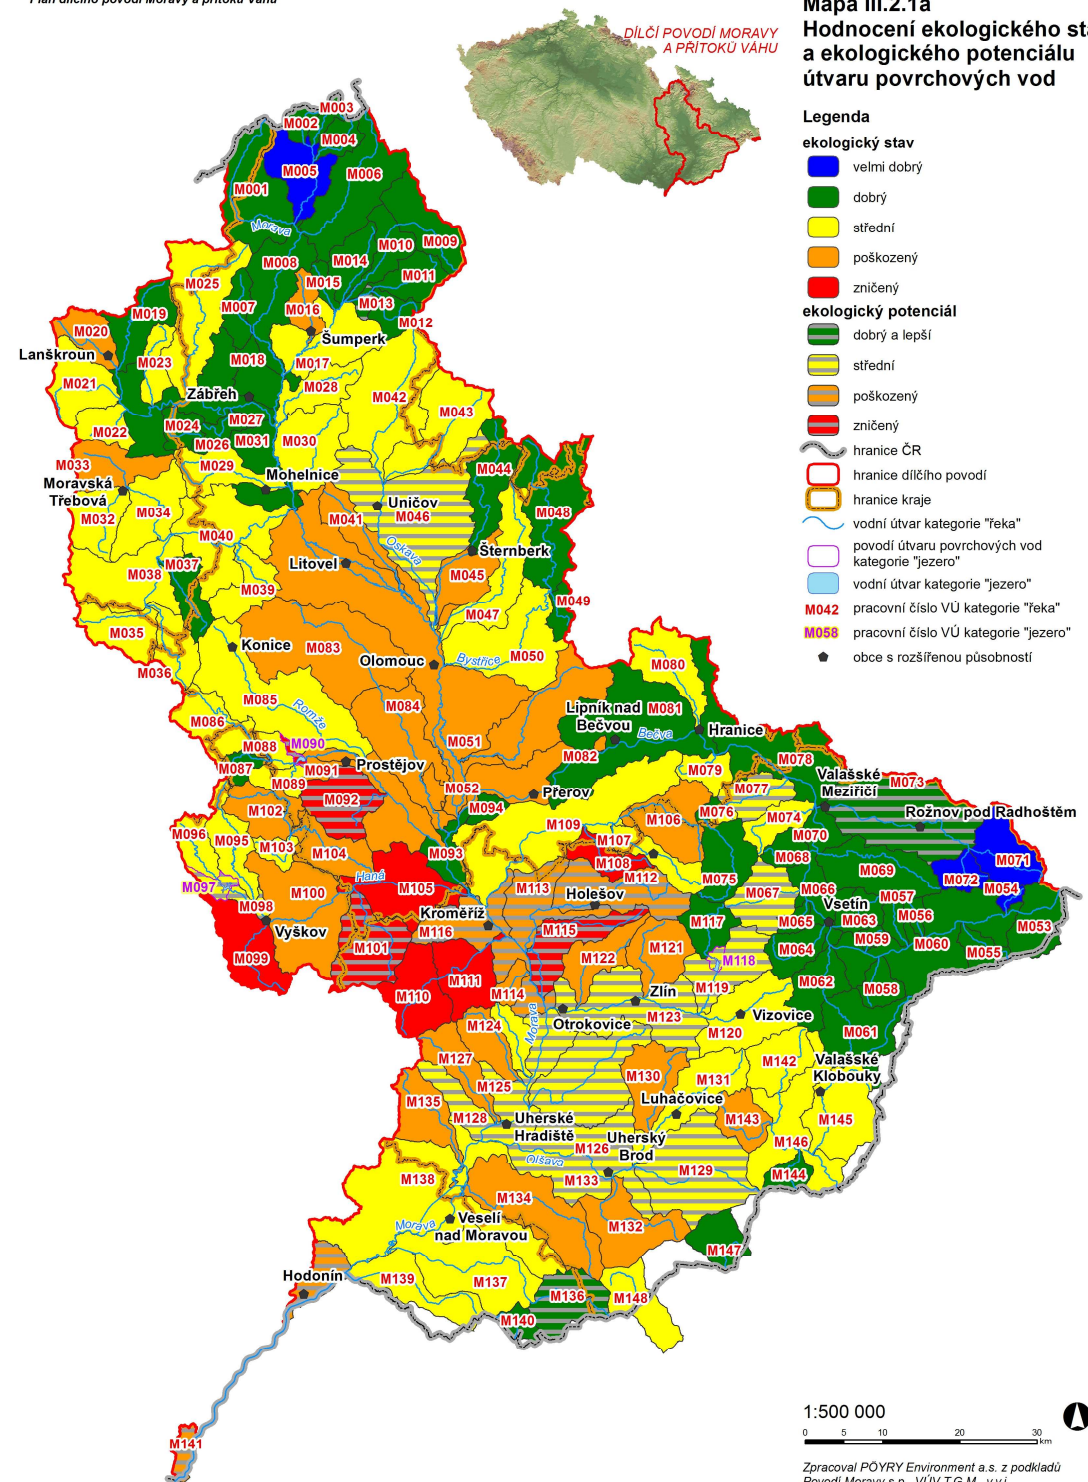 Plán dílčího povodí Moravy a přítoků Váhu
Mapa III.2.1a
Hodnocení ekologického
a ekologického potenciálu
útvaru povrchových vod
DÍLČÍ POVODÍ MORAVY
A PŘÍTOKŮ VÁHU
Legenda
ekologický stav
velmi dobrý
dobrý
střední
poškozený
zničený
ekologický potenciál
dobrý a lepší
střední
poškozený
zničený
hranice ČR
hranice dílčího povodí
hranice kraje
vodní útvar kategorie "řeka"
povodí útvaru povrchových vod
kategorie "jezero"
vodní útvar kategorie "jezero"
M042 pracovní číslo VÚ kategorie "řeka"
M058 pracovní číslo VÚ kategorie "jezero"
obce s rozšířenou působností
M003
M002
M004
M005
M006
M001
Morava
M010
M009
M008
M014
M011
M025
M015
M007
M016
M013
M019
M012
M020
Šumperk
Lanškroun
M023
M018
M017
M021
M028
M042
Zábřeh
M043
M024
M027
M022
M026
M031
M030
M033
M029
M044
Moravská
Třebová
Mohelnice
Uničov
M032
M034
M041
M046
M048
M040
Oskava
Šternberk
M037
Litovel
M038
M045
M039
M049
M047
M035
Konice
M083
Olomouc
Bystřice
M050
M036
M080
M085
M084
Romže
Lipník nad
Bečvou
M081
M086
Hranice
Bečva
M088
M090
M051
M082
M078
M087
M091
Prostějov
M079
Valašské
Meziříčí
M089
M092
M052
Přerov
M077
M073
M094
M102
M076
M074
Rožnov pod Radhoštěm
M096
M095
M109
M106
M070
M103
M104
M093
M107
M068
M071
M108
M069
M097
Haná
M105
M112
M075
M072
M054
M100
M113
M067
M066
M057
M098
Holešov
Vsetín
M056
Kroměříž
M117
M065
M063
M053
Vyškov
M116
M115
M059
M060
M099
M101
M121
M064
M055
M122
M118
M111
M062
M058
M110
M114
M119
Zlín
M124
Otrokovice
M123
Vizovice
M120
M061
Morava
M127
M142
Valašské
Klobouky
M125
M130
M131
M135
Luhačovice
M128
Uherské
Hradiště
M143
M145
M126
Uherský
Brod
M146
Olšava
M138
M133
M129
M144
M134
Morava
Veselí
nad Moravou
M132
M147
Hodonín
M139
M137
M136
M148
M140
M141
1:500 000
0 5 10 20 30
km
Zpracoval PÖYRY Environment a.s. z podkladů